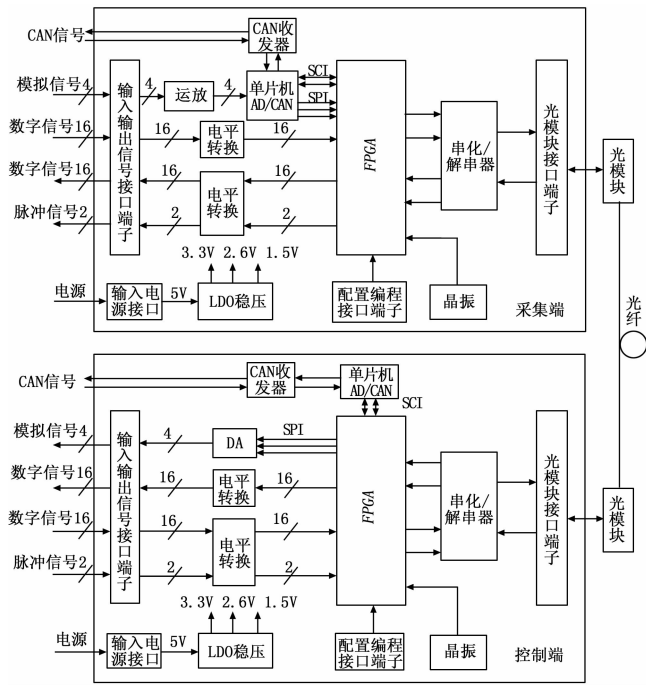 CAN信号
CAN收
发器
模拟信号4
4
运放
4
单片机
AD/CAN
SCI
SPI
数字信号16
16
电平
转换
16
数字信号16
16
电平
转换
16
脉冲信号2
2
2
输入输出信号接口端子
FPGA
串化/
解串器
光模块接口端子
光模块
3.3V 2.6V 1.5V
电源
输入电
源接口
5V
LDO稳压
配置编程
接口端子
晶振
采集端
光纤
CAN信号
CAN收
发器
单片机
AD/CAN
SCI
模拟信号4
4
DA
SPI
数字信号16
16
电平
转换
16
数字信号16
16
电平
转换
16
脉冲信号2
2
2
输入输出信号接口端子
FPGA
串化/
解串器
光模块接口端子
光模块
3.3V 2.6V 1.5V
电源
输入电
源接口
5V
LDO稳压
配置编程
接口端子
晶振
控制端